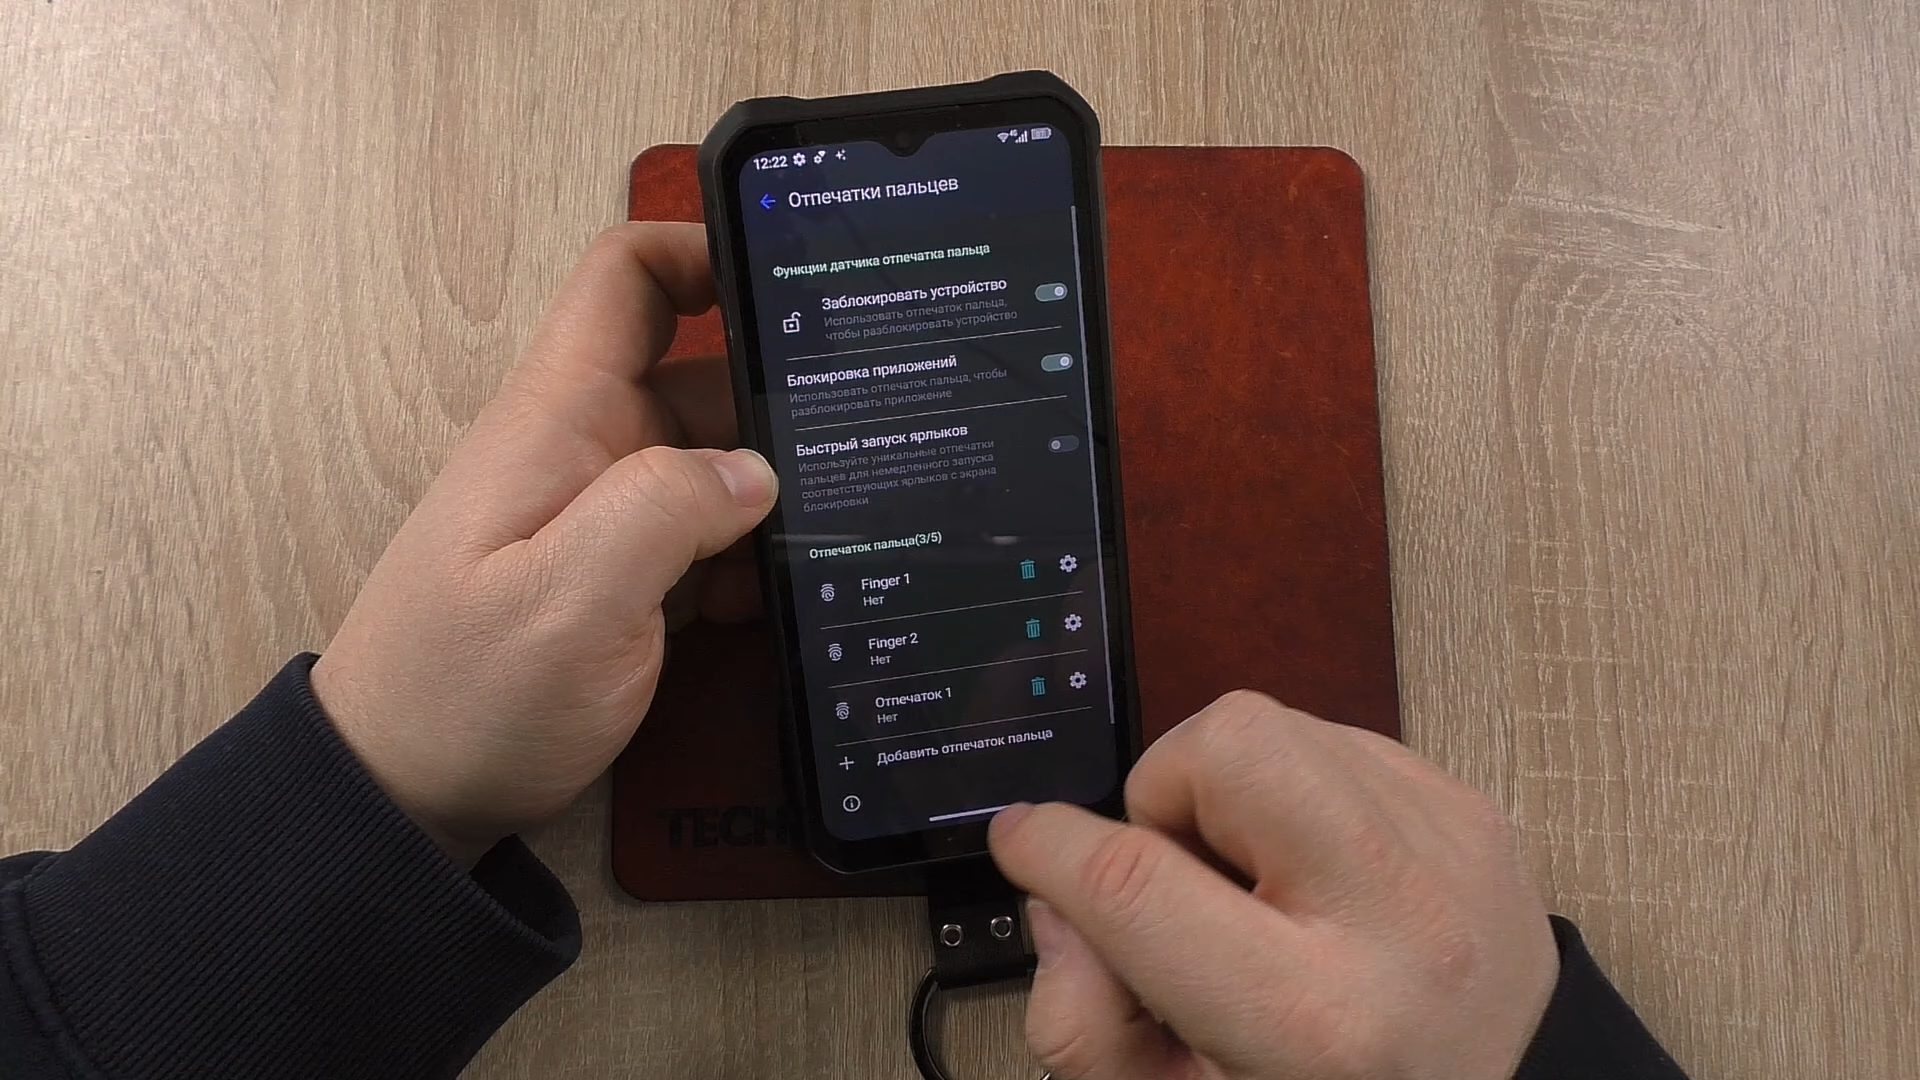 12:22
Отпечатки пальцев
Функции датчика отпечатка пальца
Заблокировать устройство
Использовать отпечаток пальца,
чтобы разблокировать устройство
Блокировка приложений
Использовать отпечаток пальца, чтобы
разблокировать приложение
Быстрый запуск ярлыков
Используйте уникальные отпечатки
пальцев для немедленного запуска
соответствующих ярлыков с экрана
блокировки
Отпечаток пальца(3/5)
Finger 1
Нет
Finger 2
Нет
Отпечаток 1
Нет
Добавить отпечаток пальца
TECH